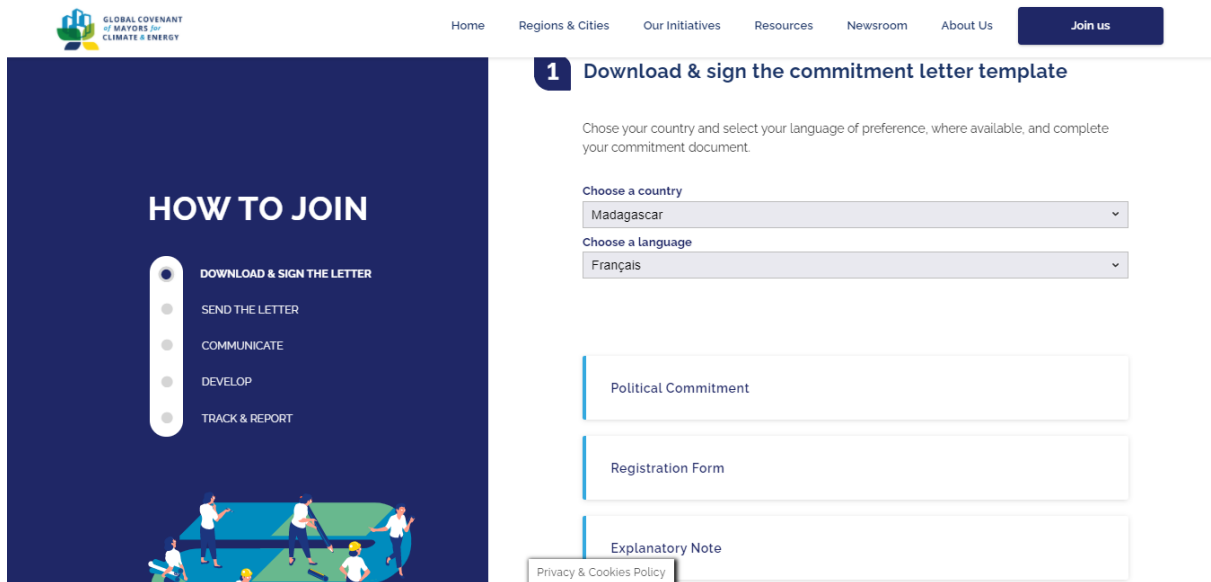 GLOBAL COVENANT
of MAYORS for
CLIMATE & ENERGY
Home
Regions & Cities
Our Initiatives
Resources
Newsroom
About Us
Join us
HOW TO JOIN
DOWNLOAD & SIGN THE LETTER
SEND THE LETTER
COMMUNICATE
DEVELOP
TRACK & REPORT
1
Download & sign the commitment letter template
Chose your country and select your language of preference, where available, and complete
your commitment document.
Choose a country
Madagascar
Choose a language
Français
Political Commitment
Registration Form
Explanatory Note
Privacy & Cookies Policy